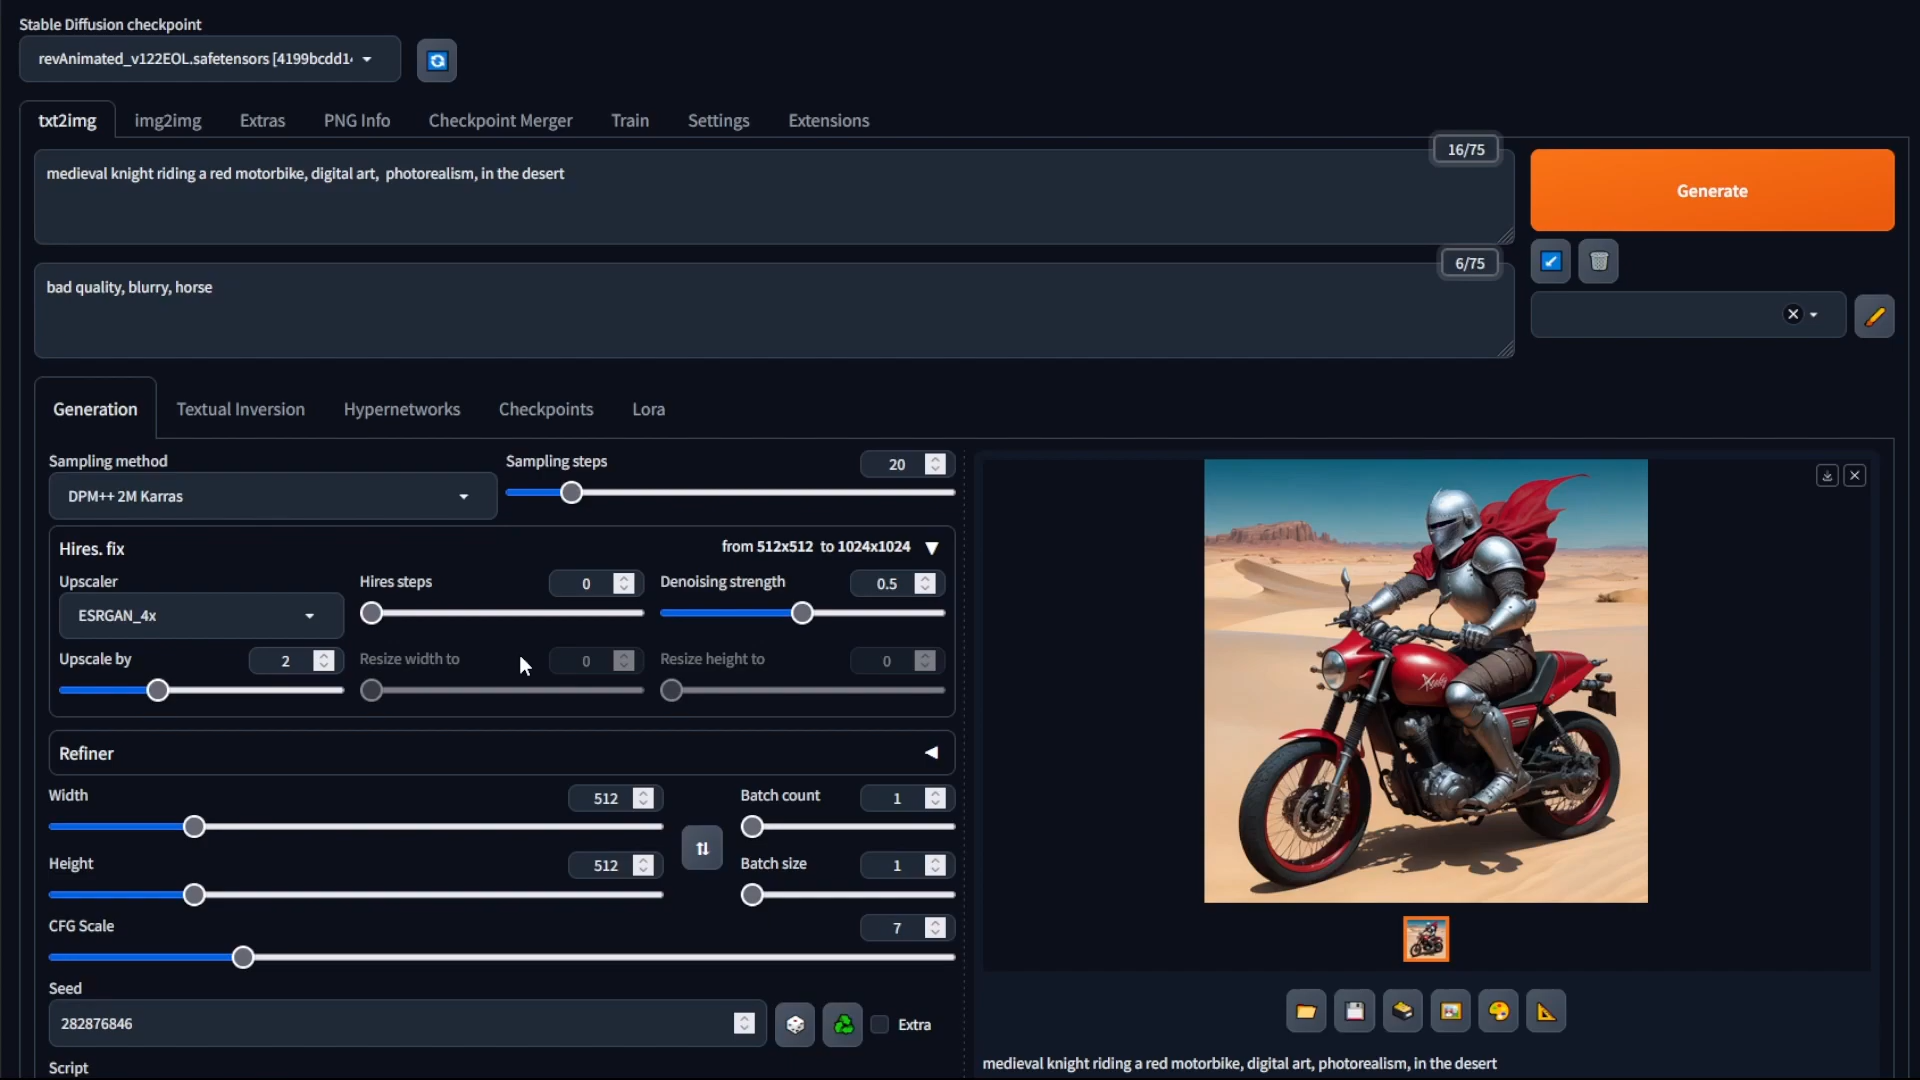 Stable Diffusion checkpoint
revAnimated_v122EOL.safetensors [4199bcdd14
txt2img
img2img
Extras
PNG Info
Checkpoint Merger
Train
Settings
Extensions
16/75
medieval knight riding a red motorbike, digital art,  photorealism, in the desert
Generate
6/75
bad quality, blurry, horse
Generation
Textual Inversion
Hypernetworks
Checkpoints
Lora
Sampling method
DPM++ 2M Karras
Sampling steps
20
Hires. fix
from 512x512 to 1024x1024
Upscaler
ESRGAN_4x
Hires steps
0
Denoising strength
0.5
Upscale by
2
Resize width to
0
Resize height to
0
Refiner
Width
512
Batch count
1
Height
512
Batch size
1
CFG Scale
7
Seed
282876846
Extra
Script
medieval knight riding a red motorbike, digital art, photorealism, in the desert